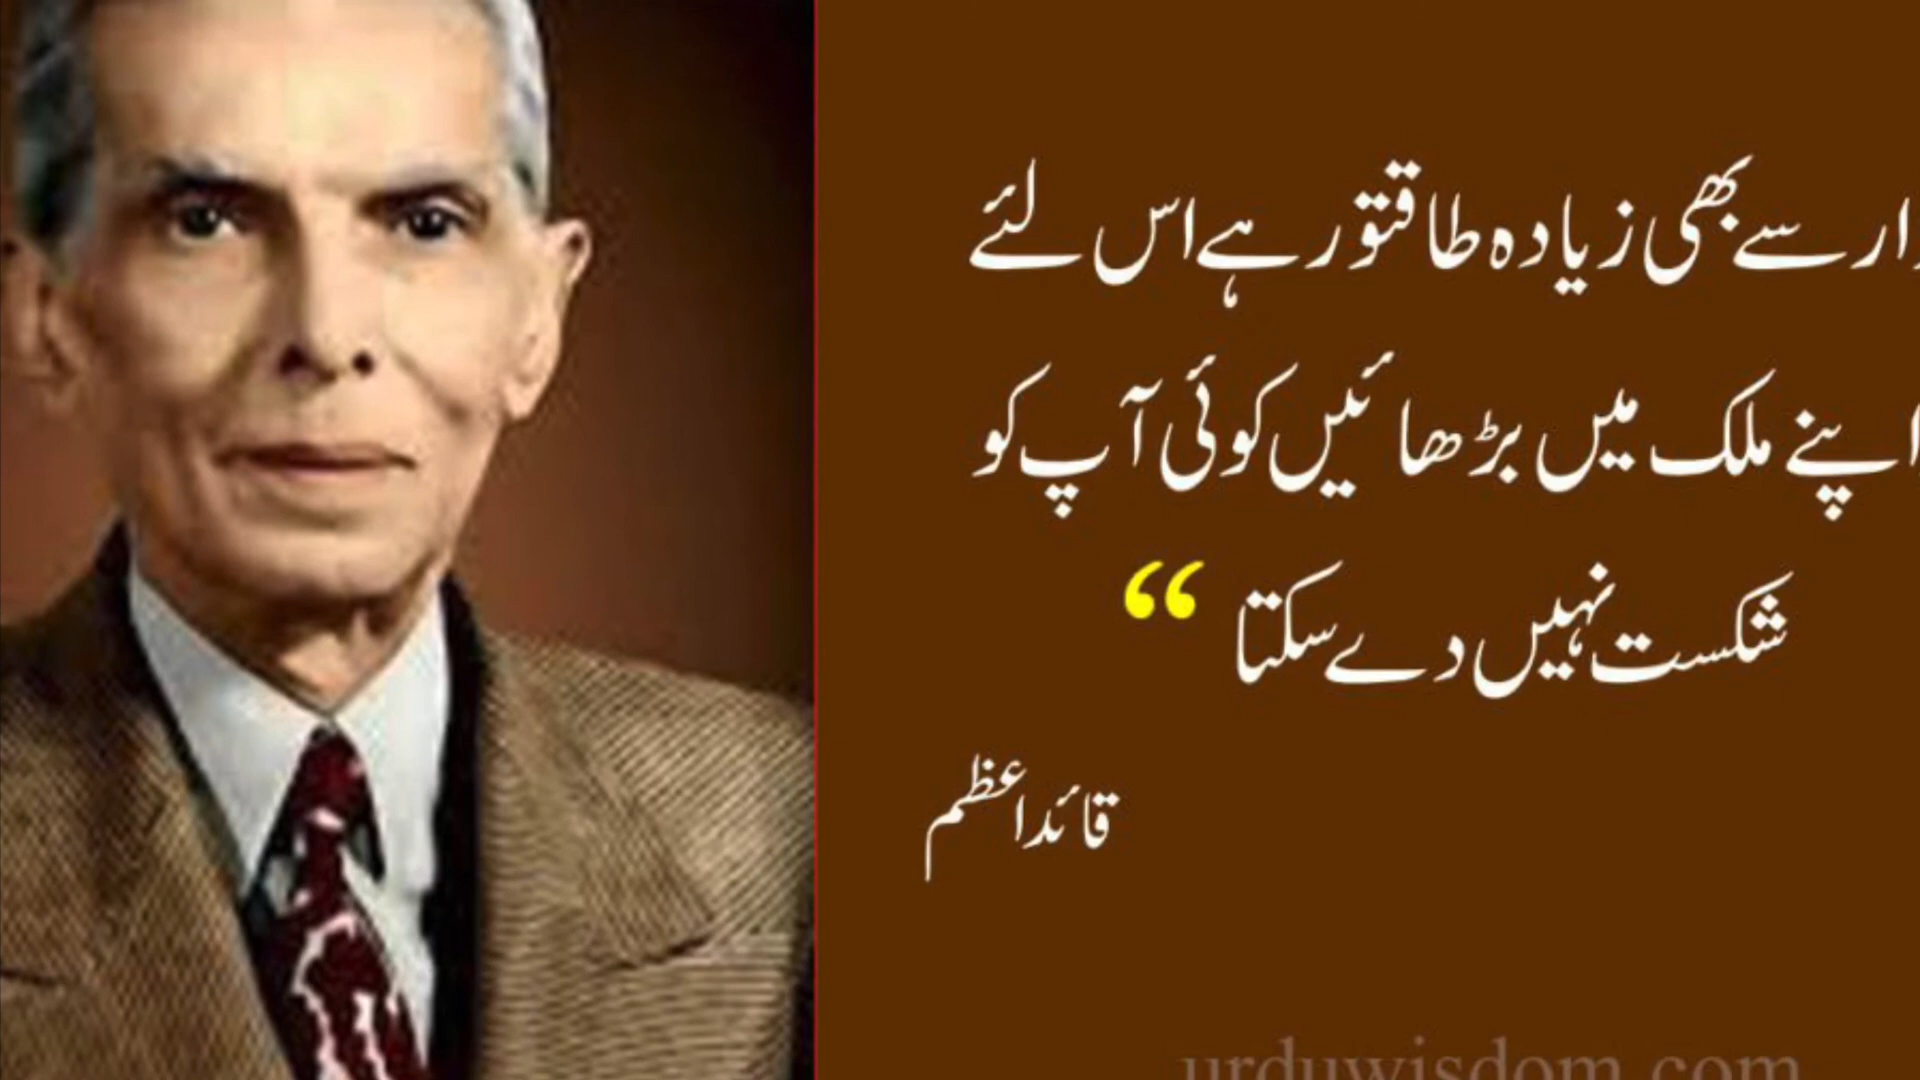 سے بھی زیادہ طاقتور ہے اس لئے
اپنے ملک میں بڑھائیں کوئی آپ کو
شکست نہیں دے سکتا “
قائداعظم
urduwisdom.com